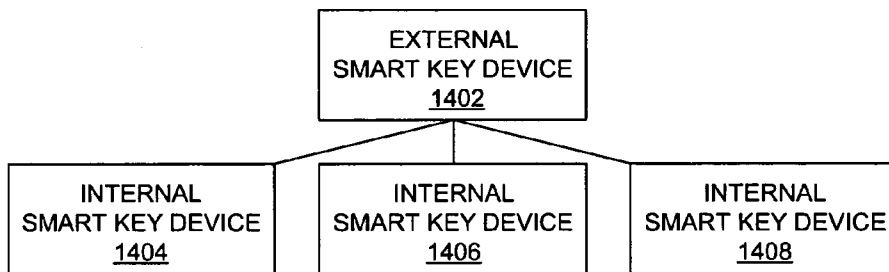 EXTERNAL
SMART KEY DEVICE
1402
INTERNAL
SMART KEY DEVICE
1404
INTERNAL
SMART KEY DEVICE
1406
INTERNAL
SMART KEY DEVICE
1408